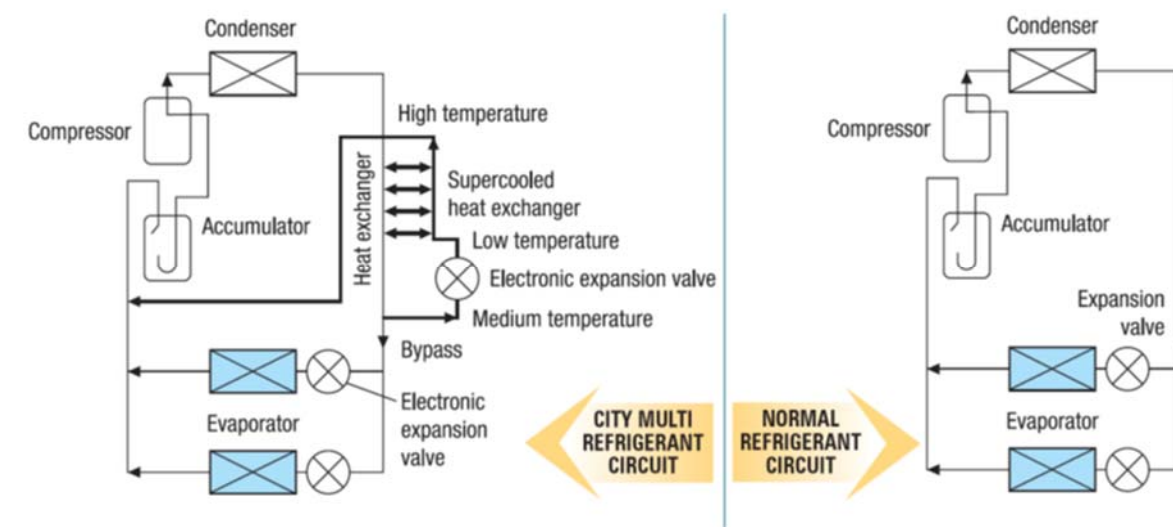 Condenser
High temperature
Compressor
Heat exchanger
Supercooled
heat exchanger
Accumulator
Low temperature
Electronic expansion valve
Medium temperature
Bypass
Electronic
expansion
valve
Evaporator
CITY MULTI
REFRIGERANT
CIRCUIT
NORMAL
REFRIGERANT
CIRCUIT
Condenser
Compressor
Accumulator
Expansion
valve
Evaporator